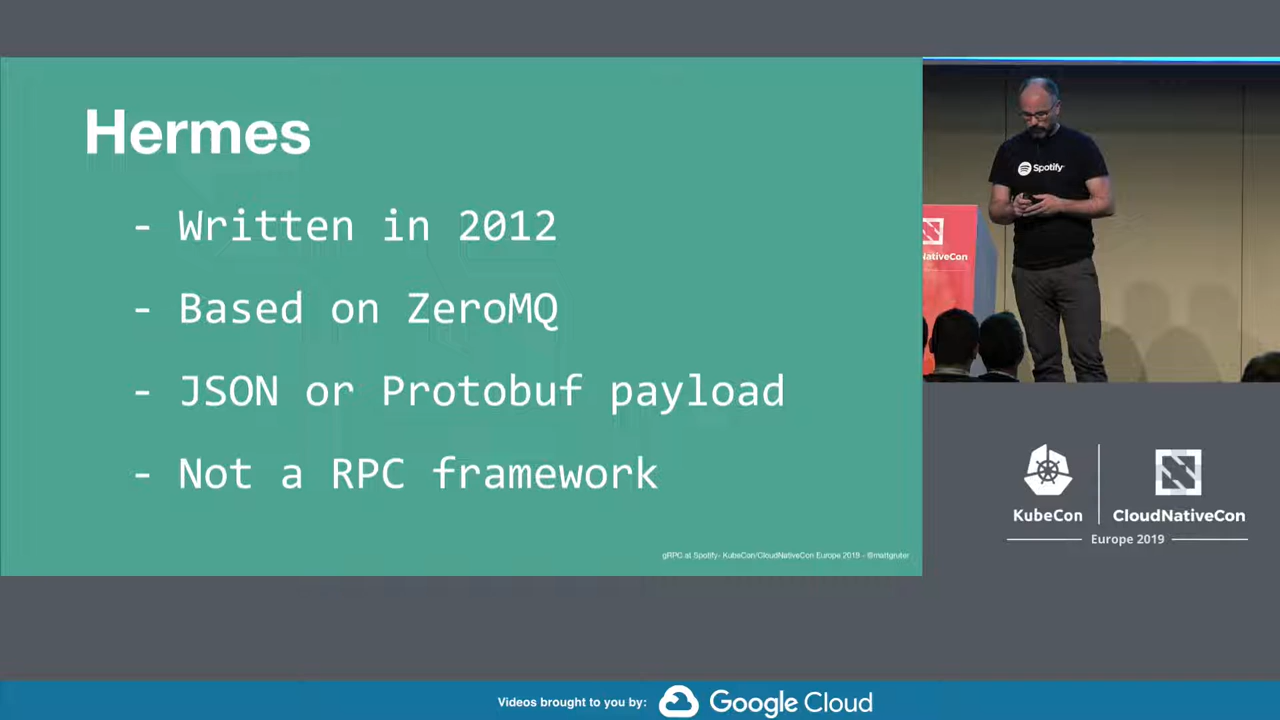 Hermes
- Written in 2012
- Based on ZeroMQ
- JSON or Protobuf payload
- Not a RPC framework
gRPC at Spotify- KubeCon/CloudNativeCon Europe 2019 - @mattgruter
Spotify
NativeCon
KubeCon
CloudNativeCon
Europe 2019
Videos brought to you by:
Google Cloud